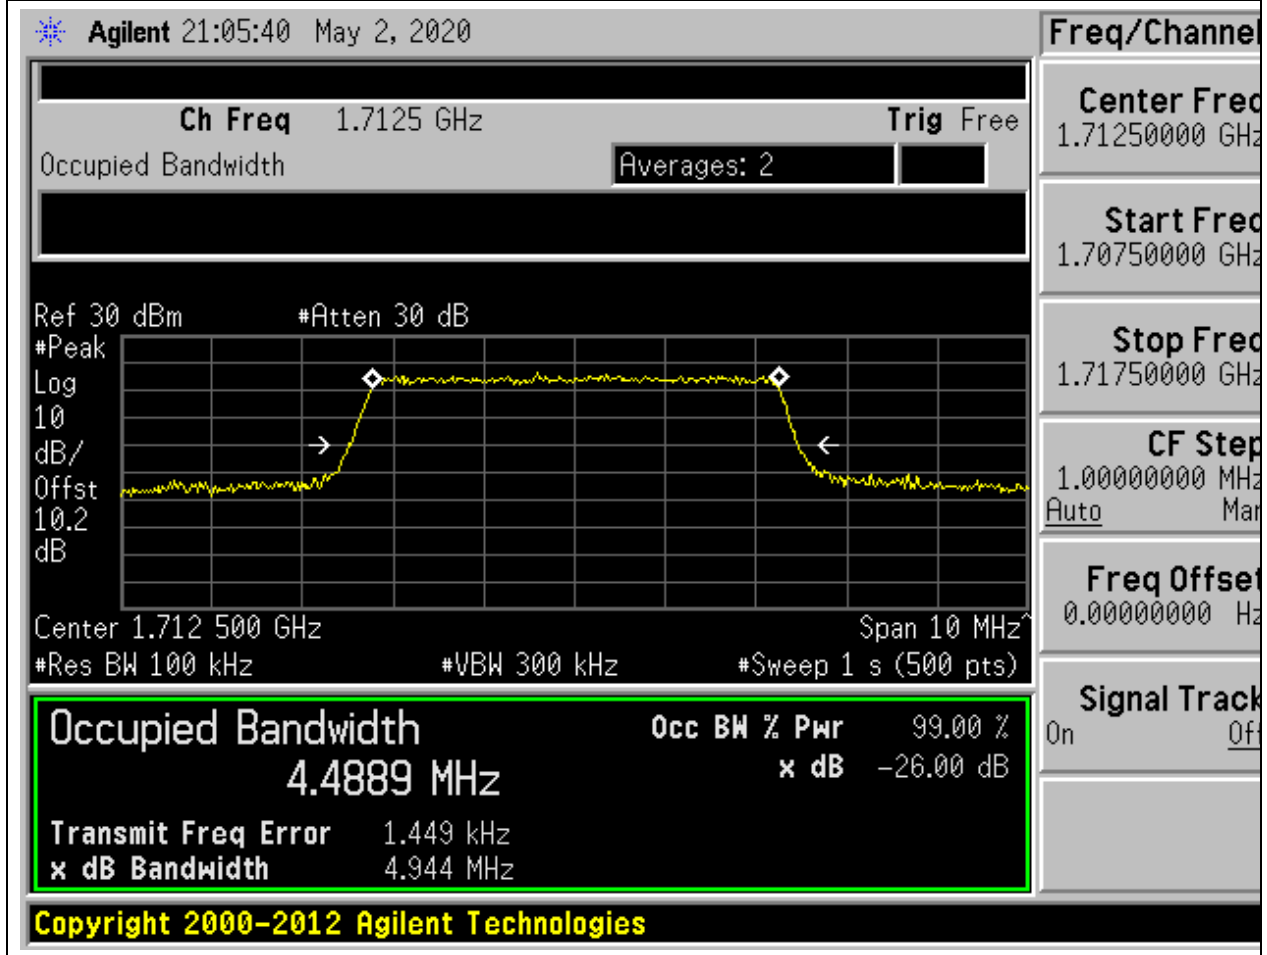 Agilent 21:05:40 May 2, 2020
Freq/Channel
Ch Freq 1.7125 GHz
Trig Free
Occupied Bandwidth
Averages: 2
Ref 30 dBm
#Atten 30 dB
#Peak
Log
10
dB/
Offst
10.2
dB
Center 1.712 500 GHz
Span 10 MHz^
#Res BW 100 kHz
#VBW 300 kHz
#Sweep 1 s (500 pts)
Occupied Bandwidth
4.4889 MHz
Occ BW % Pwr 99.00 %
x dB -26.00 dB
Transmit Freq Error 1.449 kHz
x dB Bandwidth 4.944 MHz
Center Freq
1.71250000 GHz
Start Freq
1.70750000 GHz
Stop Freq
1.71750000 GHz
CF Step
1.00000000 MHz
Auto Man
Freq Offset
0.00000000 Hz
Signal Track
On Off
Copyright 2000-2012 Agilent Technologies